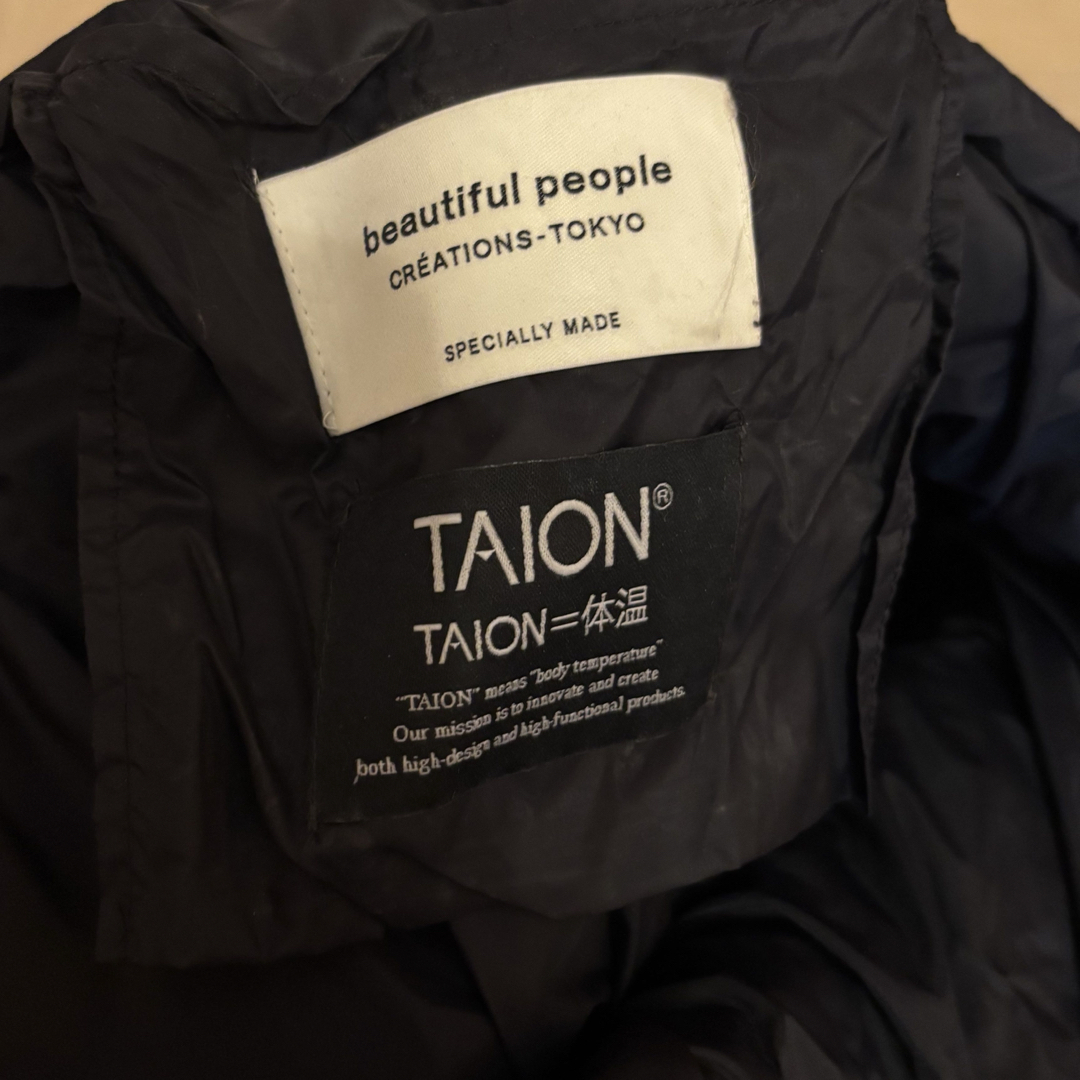 beautiful people
CRÉATIONS-TOKYO
SPECIALLY MADE
TAION®
TAION=体温
"TAION" means "body temperature"
Our mission is to innovate and create
both high-design and high-functional products.